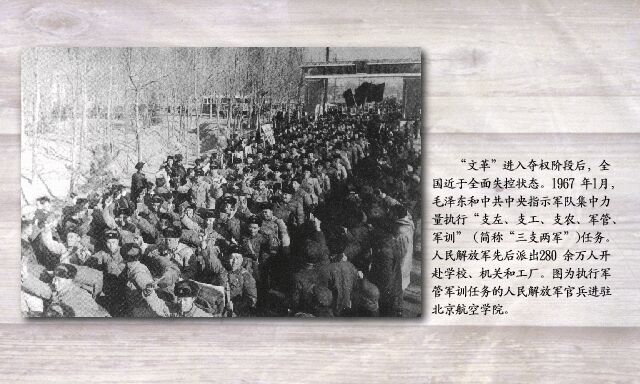 “文革”进入夺权阶段后，全
国近于全面失控状态。1967 年1月，
毛泽东和中共中央指示军队集中力
量执行“支左、支工、支农、军管、
军训”（简称“三支两军”)任务。
人民解放军先后派出280 余万人开
赴学校、机关和工厂。图为执行军
管军训任务的人民解放军官兵进驻
北京航空学院。